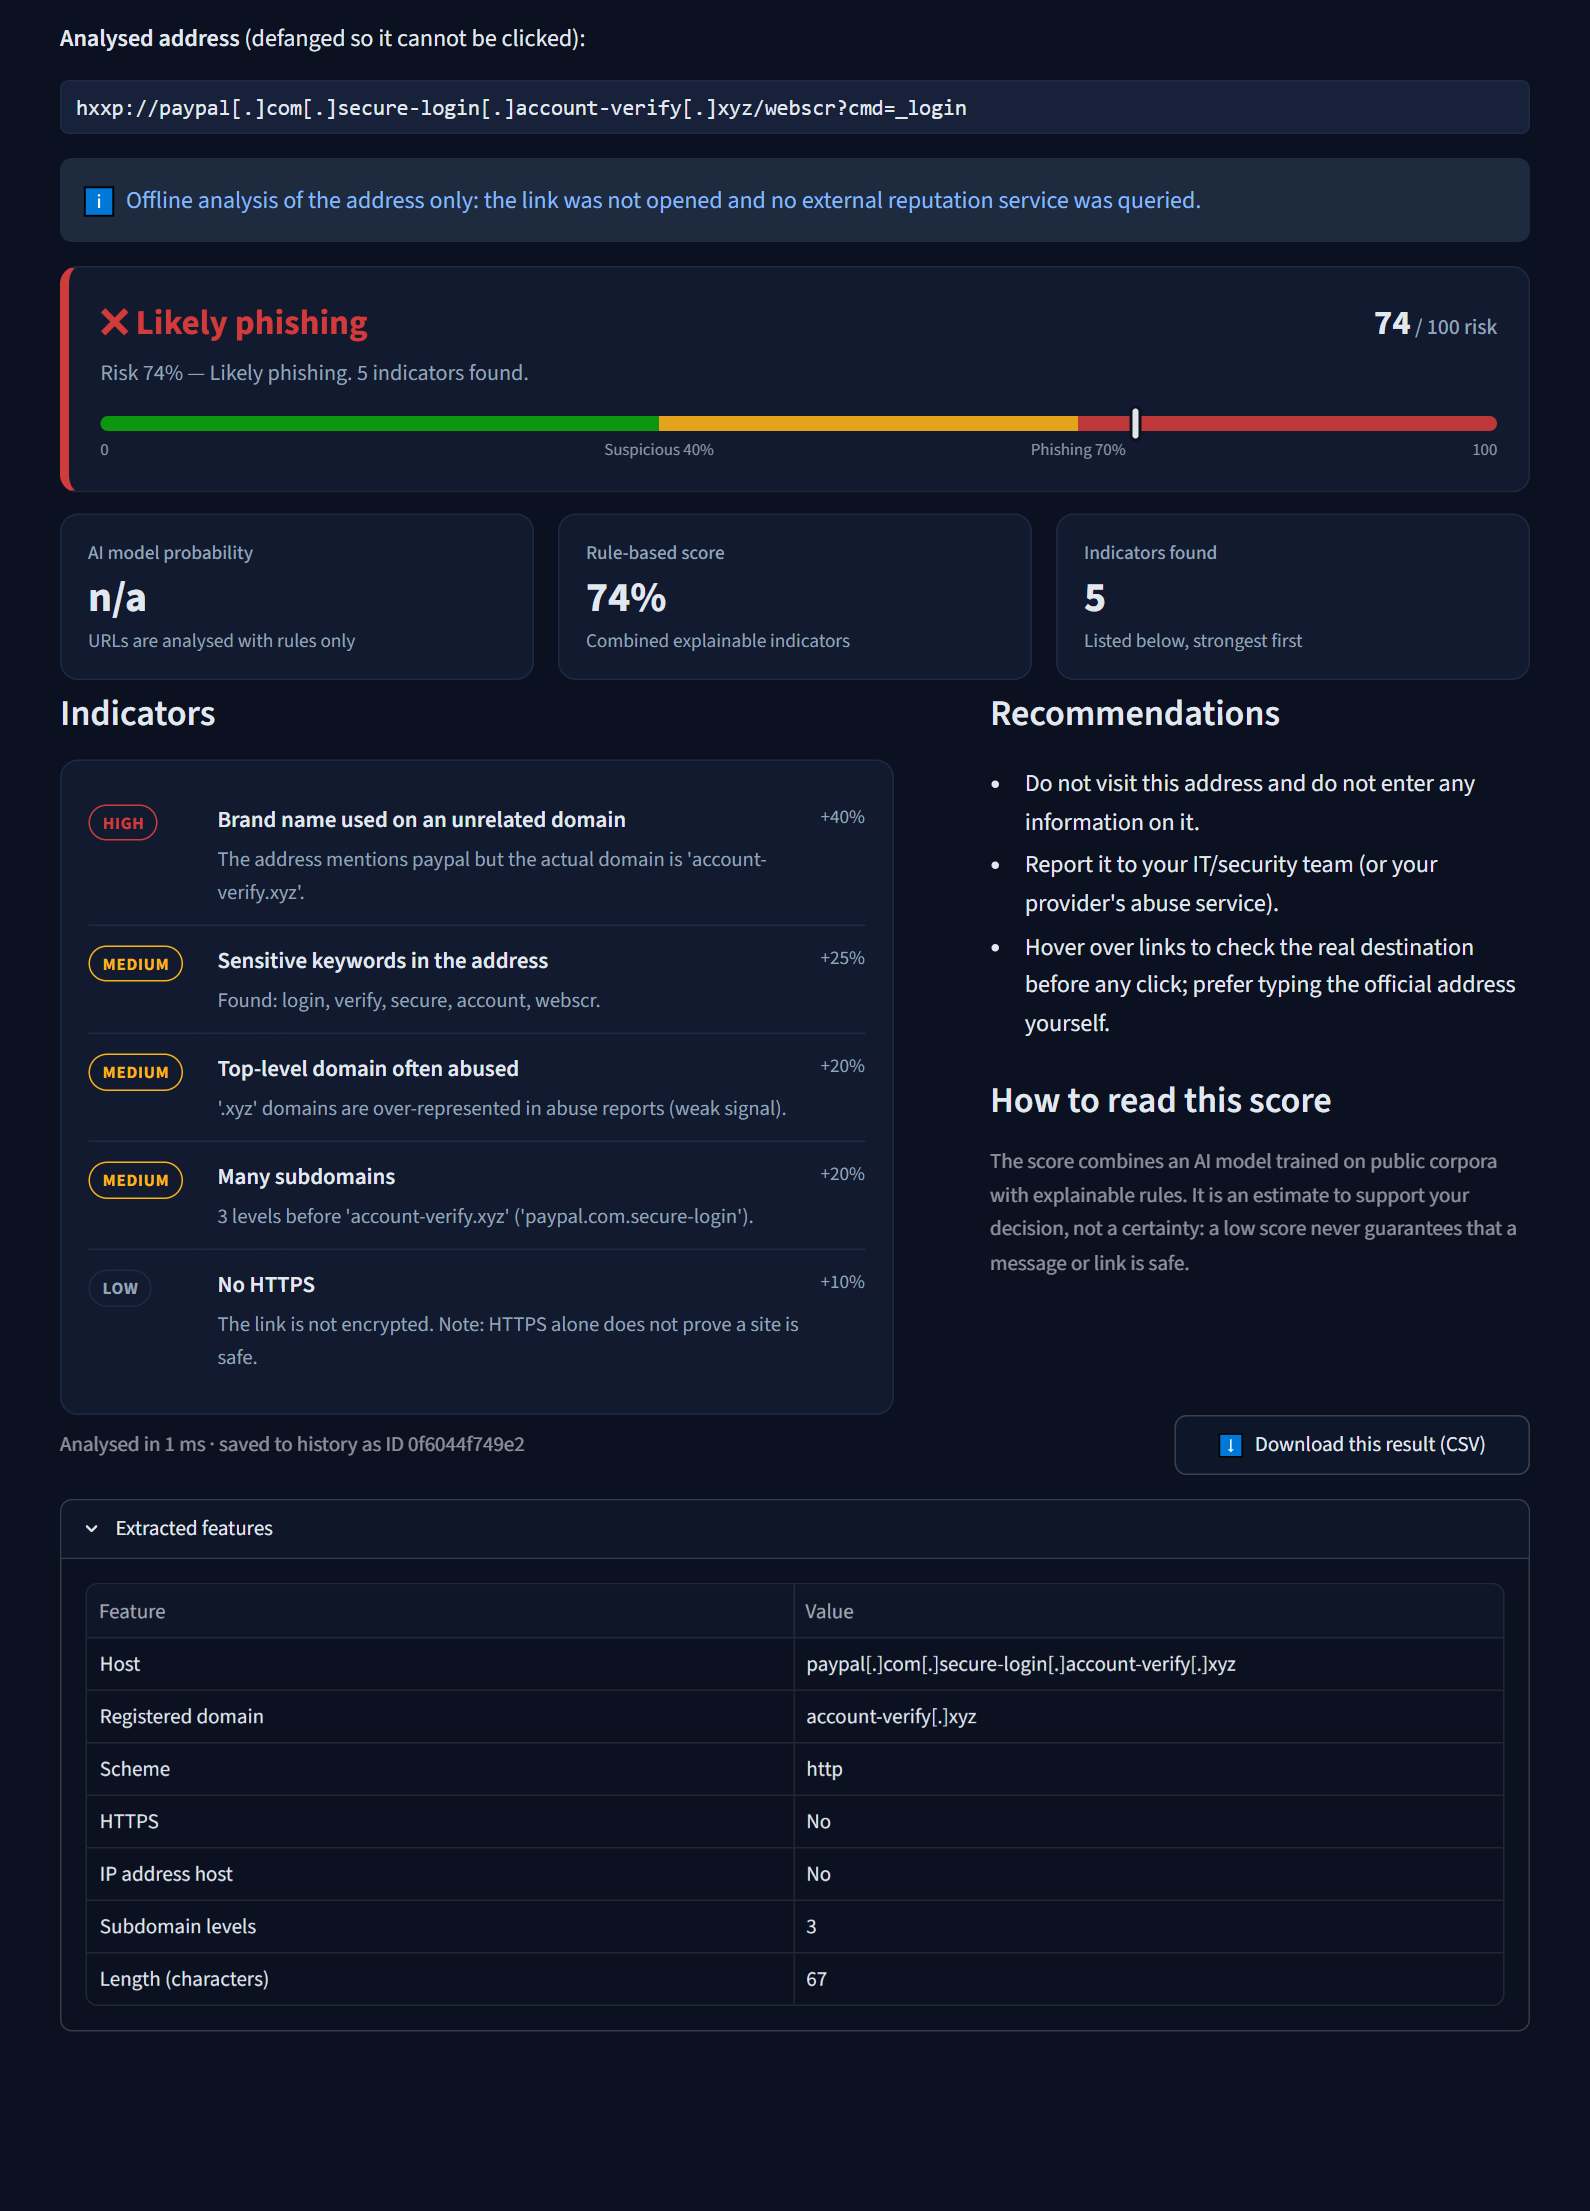 Analysed address (defanged so it cannot be clicked):
hxxp://paypal[.]com[.]secure-login[.]account-verify[.]xyz/webscr?cmd=_login
i Offline analysis of the address only: the link was not opened and no external reputation service was queried.
❌ Likely phishing
74 / 100 risk
Risk 74% — Likely phishing. 5 indicators found.
0
Suspicious 40%
Phishing 70%
100
AI model probability
n/a
URLs are analysed with rules only
Rule-based score
74%
Combined explainable indicators
Indicators found
5
Listed below, strongest first
Indicators
HIGH
Brand name used on an unrelated domain
+40%
The address mentions paypal but the actual domain is 'account-
verify.xyz'.
MEDIUM
Sensitive keywords in the address
+25%
Found: login, verify, secure, account, webscr.
MEDIUM
Top-level domain often abused
+20%
'.xyz' domains are over-represented in abuse reports (weak signal).
MEDIUM
Many subdomains
+20%
3 levels before 'account-verify.xyz' ('paypal.com.secure-login').
LOW
No HTTPS
+10%
The link is not encrypted. Note: HTTPS alone does not prove a site is
safe.
Recommendations
• Do not visit this address and do not enter any
information on it.
• Report it to your IT/security team (or your
provider's abuse service).
• Hover over links to check the real destination
before any click; prefer typing the official address
yourself.
How to read this score
The score combines an AI model trained on public corpora
with explainable rules. It is an estimate to support your
decision, not a certainty: a low score never guarantees that a
message or link is safe.
Analysed in 1 ms · saved to history as ID 0f6044f749e2
Download this result (CSV)
Extracted features
Feature
Value
Host
paypal[.]com[.]secure-login[.]account-verify[.]xyz
Registered domain
account-verify[.]xyz
Scheme
http
HTTPS
No
IP address host
No
Subdomain levels
3
Length (characters)
67